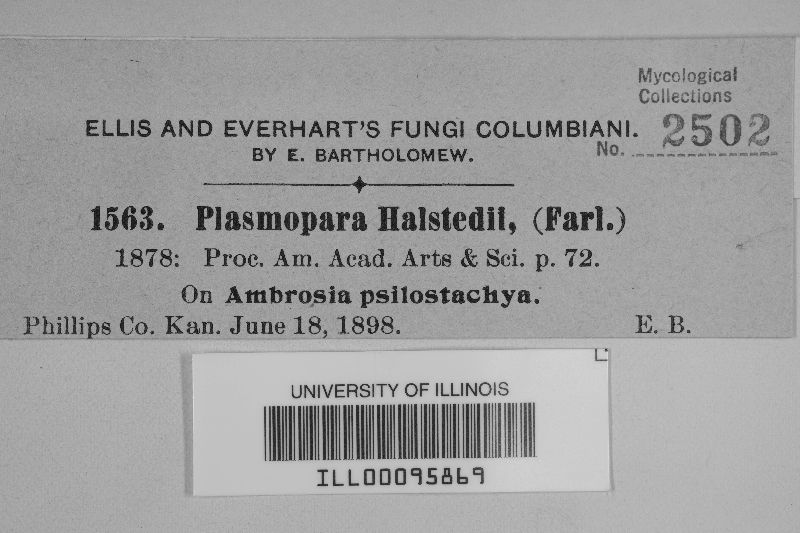 Mycological
Collections
ELLIS AND EVERHART'S FUNGI COLUMBIANI.
No. 2502
BY E. BARTHOLOMEW.
1563. Plasmopara Halstedii, (Farl.)
1878: Proc. Am. Acad. Arts & Sci. p. 72.
On Ambrosia psilostachya.
Phillips Co. Kan. June 18, 1898. E. B.
UNIVERSITY OF ILLINOIS
ILL00095869